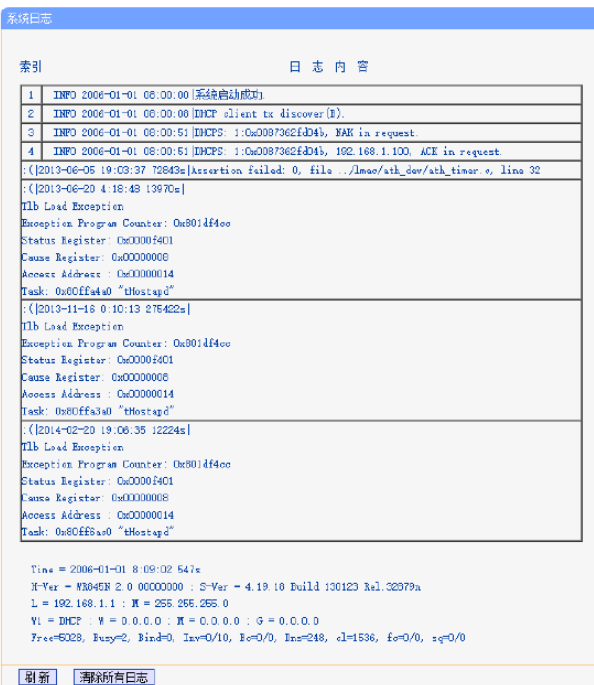 系统日志
索引 日 志 内 容
1 INFO 2006-01-01 08:00:00|系统启动成功.
2 INFO 2006-01-01 08:00:08|DHCP client tx discover(B).
3 INFO 2006-01-01 08:00:51|DHCPS: 1:0x0087362fd04b, NAK in request.
4 INFO 2006-01-01 08:00:51|DHCPS: 1:0x0087362fd04b, 192.168.1.100, ACK in request.
:(|2013-06-05 19:03:37 72843s|Assertion failed: 0, file ../lmac/ath_dev/ath_timer.c, line 32
:(|2013-06-20 4:18:48 13970s|
Tlb Load Exception
Exception Program Counter: 0x801df4cc
Status Register: 0x0000f401
Cause Register: 0x00000008
Access Address : 0x00000014
Task: 0x80ffa4a0 "tHostapd"
:(|2013-11-16 0:10:13 275422s|
Tlb Load Exception
Exception Program Counter: 0x801df4cc
Status Register: 0x0000f401
Cause Register: 0x00000008
Access Address : 0x00000014
Task: 0x80ffa3a0 "tHostapd"
:(|2014-02-20 19:06:35 12224s|
Tlb Load Exception
Exception Program Counter: 0x801df4cc
Status Register: 0x0000f401
Cause Register: 0x00000008
Access Address : 0x00000014
Task: 0x80ff6ac0 "tHostapd"
Time = 2006-01-01 8:09:02 547s
H-Ver = WR845N 2.0 00000000 : S-Ver = 4.19.18 Build 130123 Rel.32879n
L = 192.168.1.1 : M = 255.255.255.0
W1 = DHCP : W = 0.0.0.0 : M = 0.0.0.0 : G = 0.0.0.0
Free=5028, Busy=2, Bind=0, Inv=0/10, Bc=0/0, Dns=248, cl=1536, fc=0/0, sq=0/0
刷 新 清除所有日志